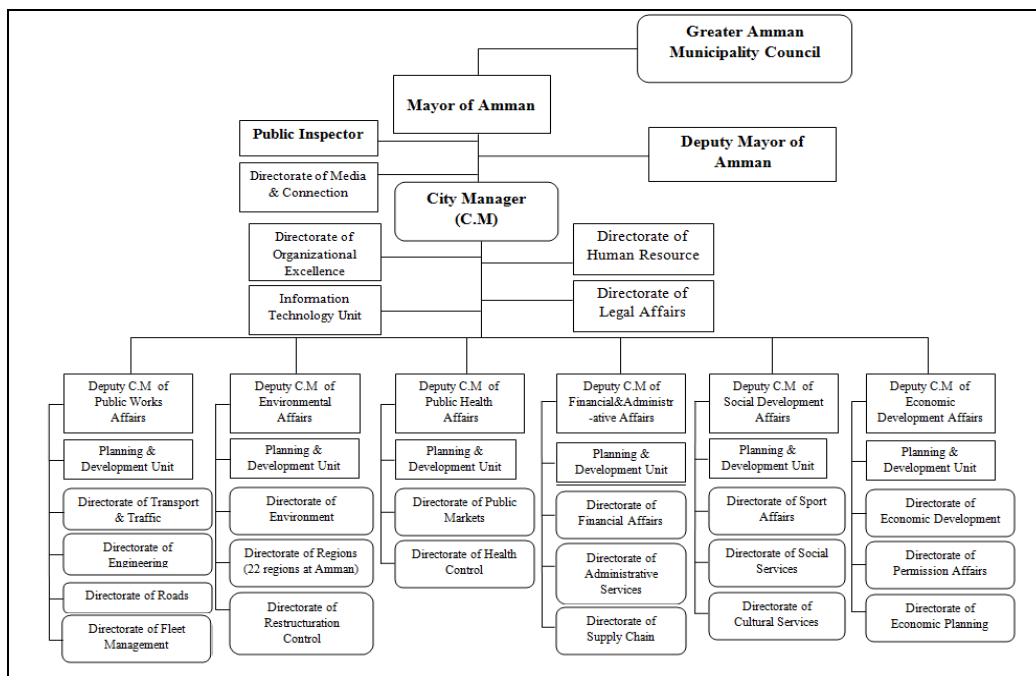 Greater Amman
Municipality Council
Mayor of Amman
Public Inspector
Deputy Mayor of
Amman
Directorate of Media
& Connection
City Manager
(C.M)
Directorate of
Organizational
Excellence
Directorate of
Human Resource
Information
Technology Unit
Directorate of
Legal Affairs
Deputy C.M of
Public Works
Affairs
Planning &
Development Unit
Directorate of Transport
& Traffic
Directorate of
Engineering
Directorate of Roads
Directorate of Fleet
Management
Deputy C.M of
Environmental
Affairs
Planning &
Development Unit
Directorate of
Environment
Directorate of Regions
(22 regions at Amman)
Directorate of
Restructuration
Control
Deputy C.M of
Public Health
Affairs
Planning &
Development Unit
Directorate of Public
Markets
Directorate of Health
Control
Deputy C.M of
Financial&Administr
-ative Affairs
Planning &
Development Unit
Directorate of
Financial Affairs
Directorate of
Administrative
Services
Directorate of
Supply Chain
Deputy C.M of
Social Development
Affairs
Planning &
Development Unit
Directorate of Sport
Affairs
Directorate of Social
Services
Directorate of
Cultural Services
Deputy C.M of
Economic
Development Affairs
Planning &
Development Unit
Directorate of
Economic Development
Directorate of
Permission Affairs
Directorate of
Economic Planning